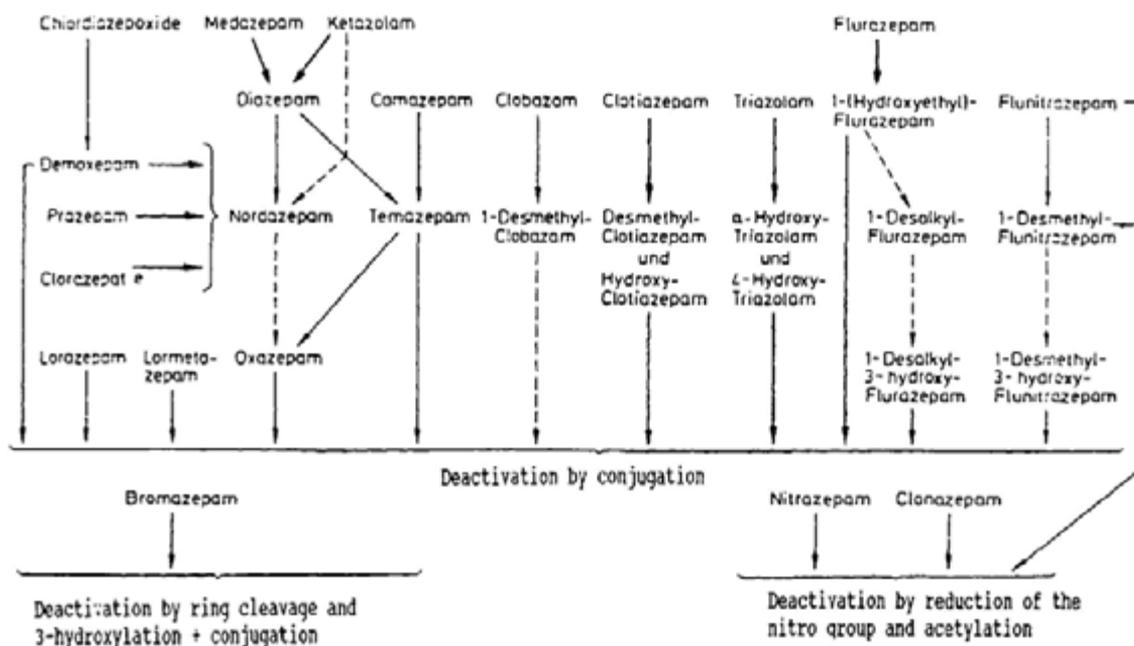 Chlordiazepoxide Medazepam Ketazolam Flurazepam
Diazepam Camazepam Clobazam Clotiazepam Triazolam 1-(Hydroxyethyl)- Flunitrazepam
Flurazepam
Demoxepam
Prazepam Nordazepam Temazepam 1-Desmethyl- Desmethyl- α-Hydroxy- 1-Desalkyl- 1-Desmethyl-
Clobazam Clotiazepam Triazolam Flurazepam Flunitrazepam
und und
Clorazepate Hydroxy- 4-Hydroxy-
Clotiazepam Triazolam
Lorazepam Lormeta- Oxazepam 1-Desalkyl- 1-Desmethyl-
zepam 3-hydroxy- 3-hydroxy-
Flurazepam Flunitrazepam
Deactivation by conjugation
Bromazepam Nitrazepam Clonazepam
Deactivation by ring cleavage and
3-hydroxylation + conjugation
Deactivation by reduction of the
nitro group and acetylation